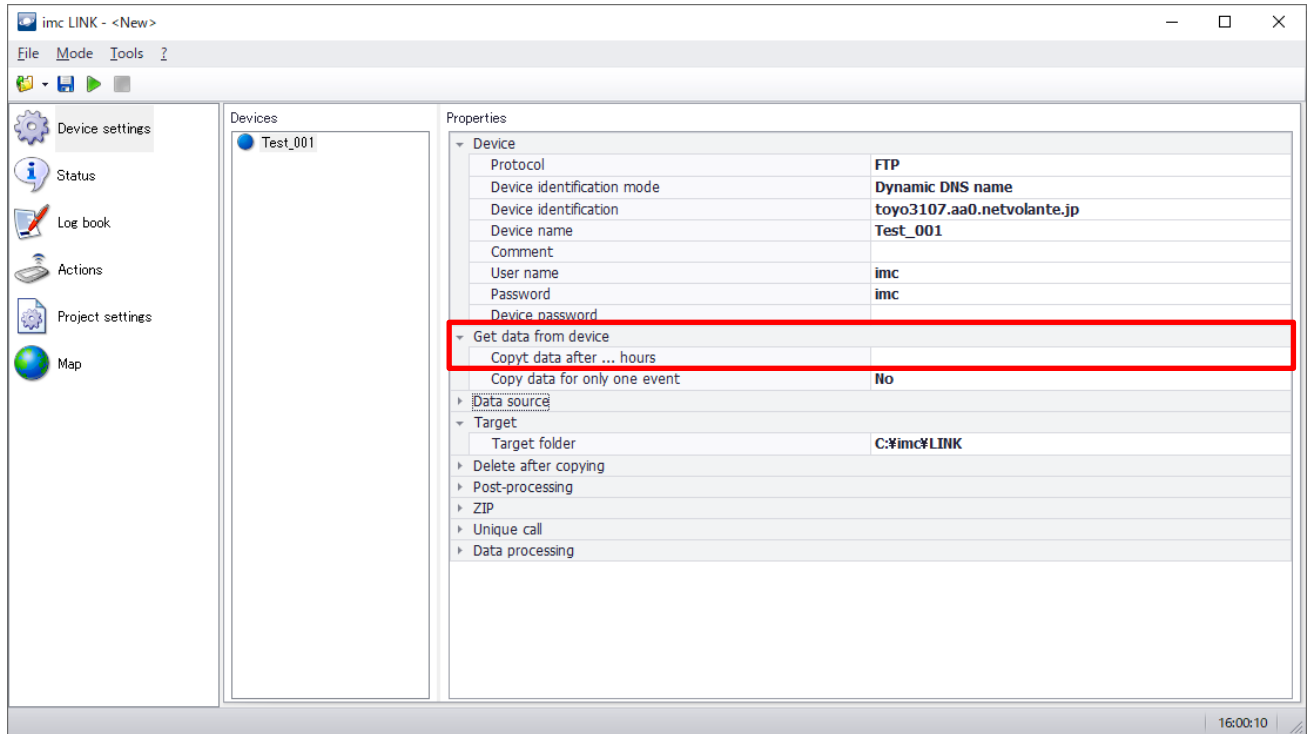 imc LINK - <New>
File Mode Tools ?
Device settings
Status
Log book
Actions
Project settings
Map
Devices
Test_001
Properties
Device
Protocol FTP
Device identification mode Dynamic DNS name
Device identification toyo3107.aa0.netvolante.jp
Device name Test_001
Comment
User name imc
Password imc
Device password
Get data from device
Copyt data after ... hours
Copy data for only one event No
Data source
Target
Target folder C:¥imc¥LINK
Delete after copying
Post-processing
ZIP
Unique call
Data processing
16:00:10